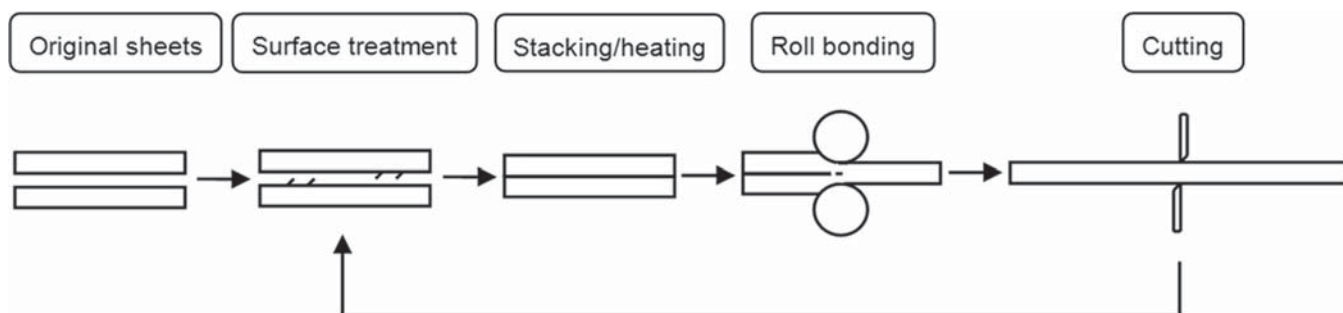 Original sheets
Surface treatment
Stacking/heating
Roll bonding
Cutting